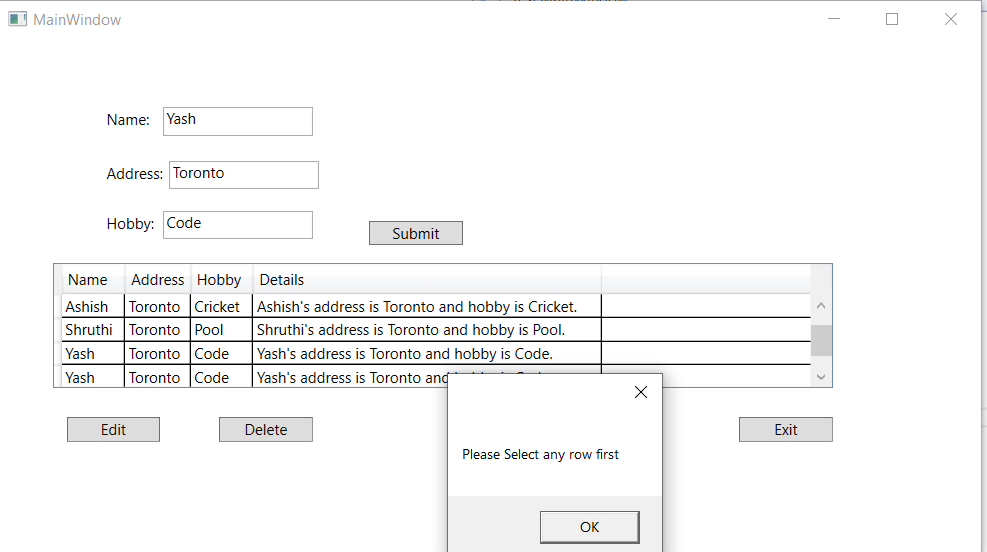 MainWindow
Name: Yash
Address: Toronto
Hobby: Code
Submit
Name Address Hobby Details
Ashish Toronto Cricket Ashish's address is Toronto and hobby is Cricket.
Shruthi Toronto Pool Shruthi's address is Toronto and hobby is Pool.
Yash Toronto Code Yash's address is Toronto and hobby is Code.
Yash Toronto Code Yash's address is Toronto
Edit Delete Exit
Please Select any row first
OK